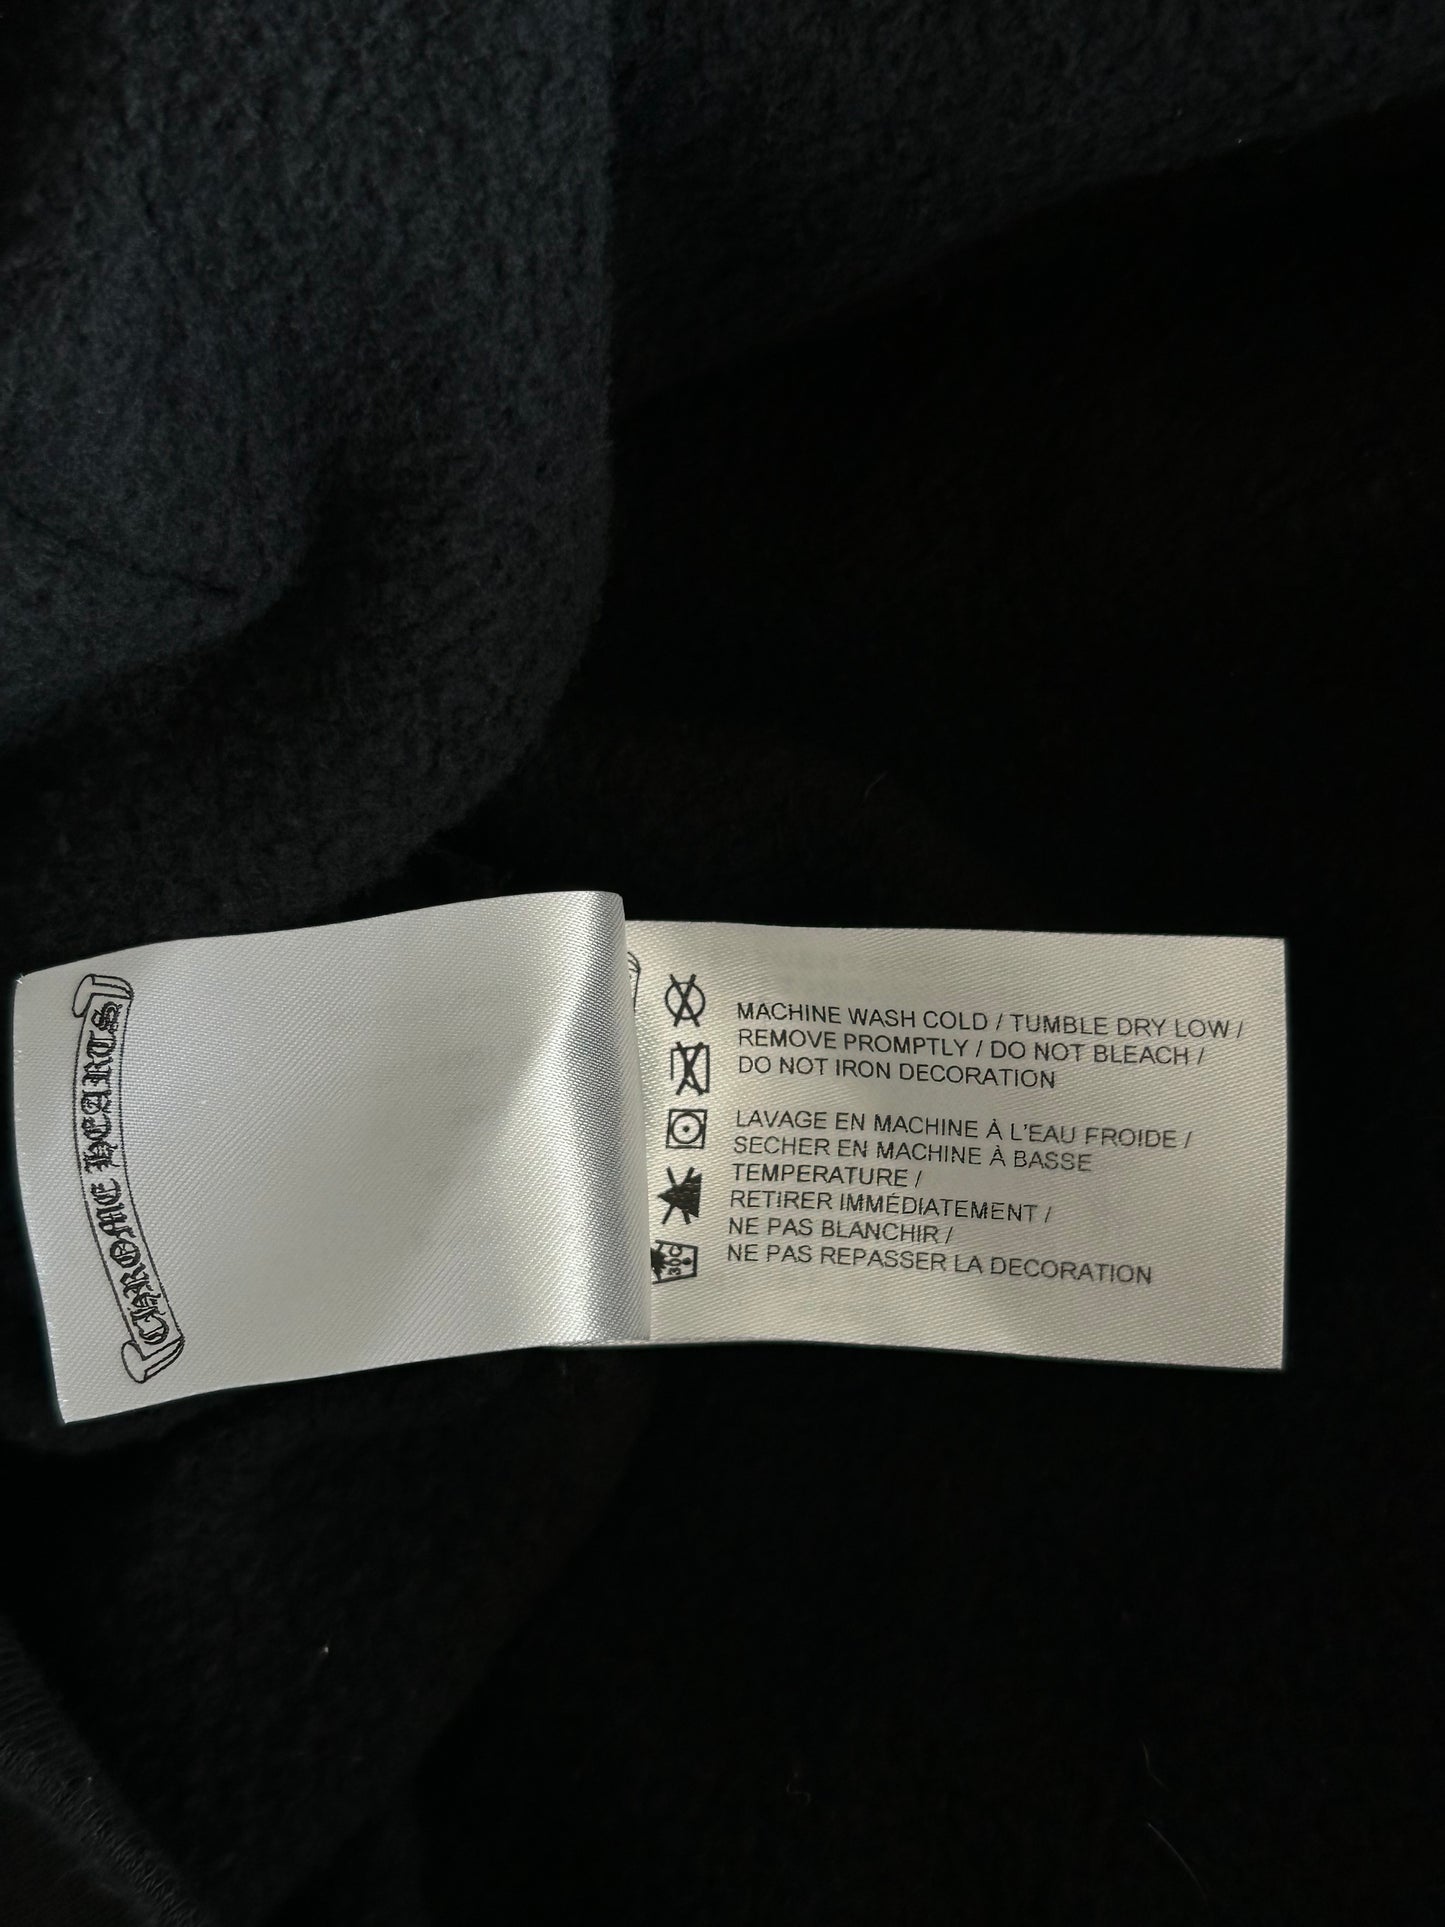 CHROME HEARTS
MACHINE WASH COLD / TUMBLE DRY LOW /
REMOVE PROMPTLY / DO NOT BLEACH /
DO NOT IRON DECORATION
LAVAGE EN MACHINE À L'EAU FROIDE /
SECHER EN MACHINE À BASSE
TEMPERATURE /
RETIRER IMMÉDIATEMENT /
NE PAS BLANCHIR /
NE PAS REPASSER LA DECORATION
30C